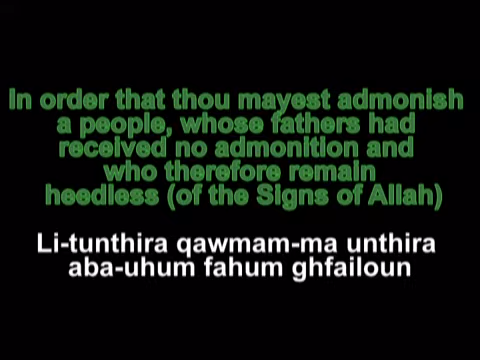 In order that thou mayest admonish
a people, whose fathers had
received no admonition and
who therefore remain
heedless (of the Signs of Allah)
Li-tunthira qawmam-ma unthira
aba-uhum fahum ghfailoun